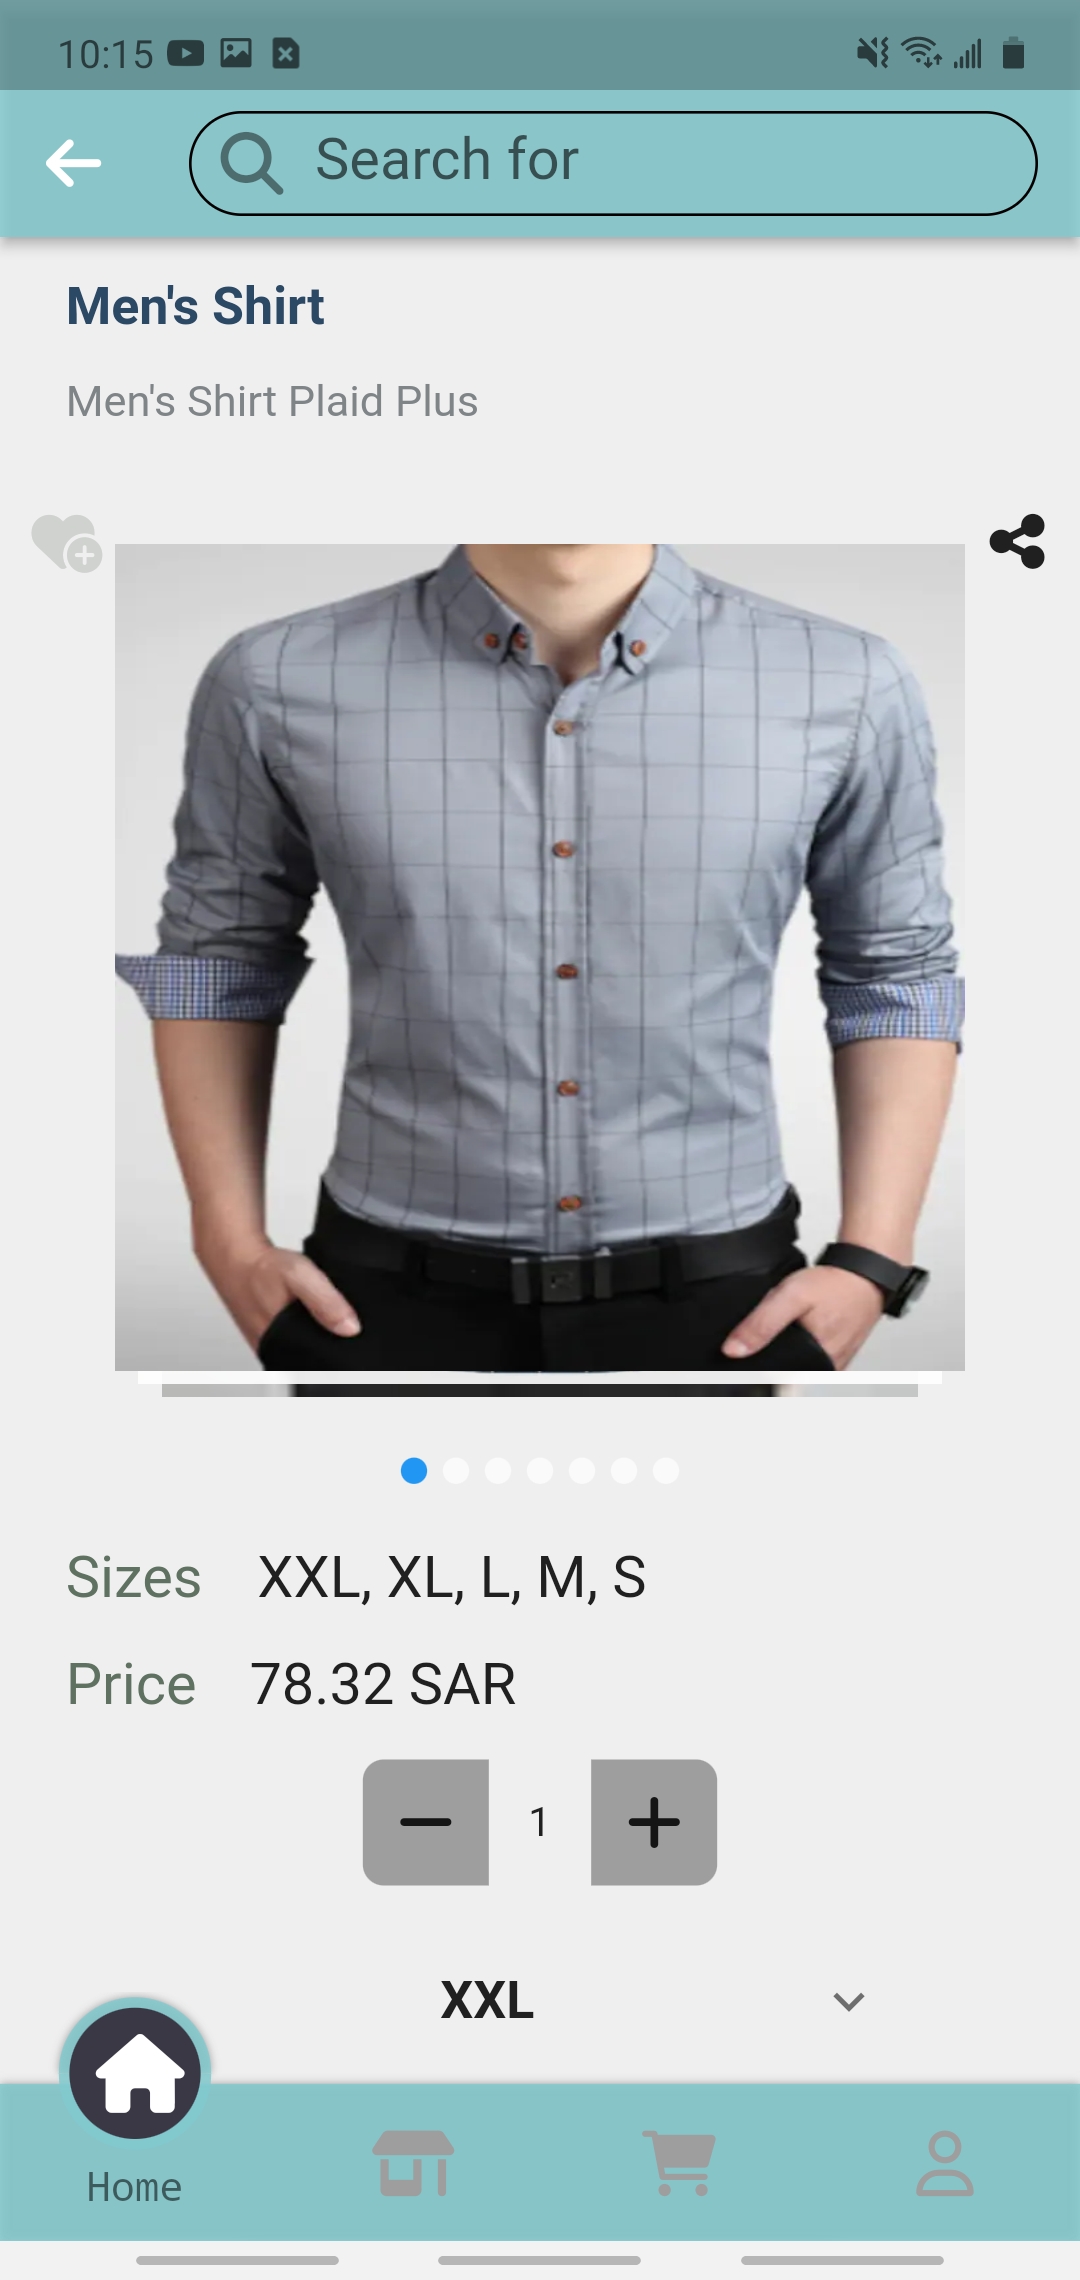 10:15
Search for
Men's Shirt
Men's Shirt Plaid Plus
Sizes XXL, XL, L, M, S
Price 78.32 SAR
1
XXL
Home